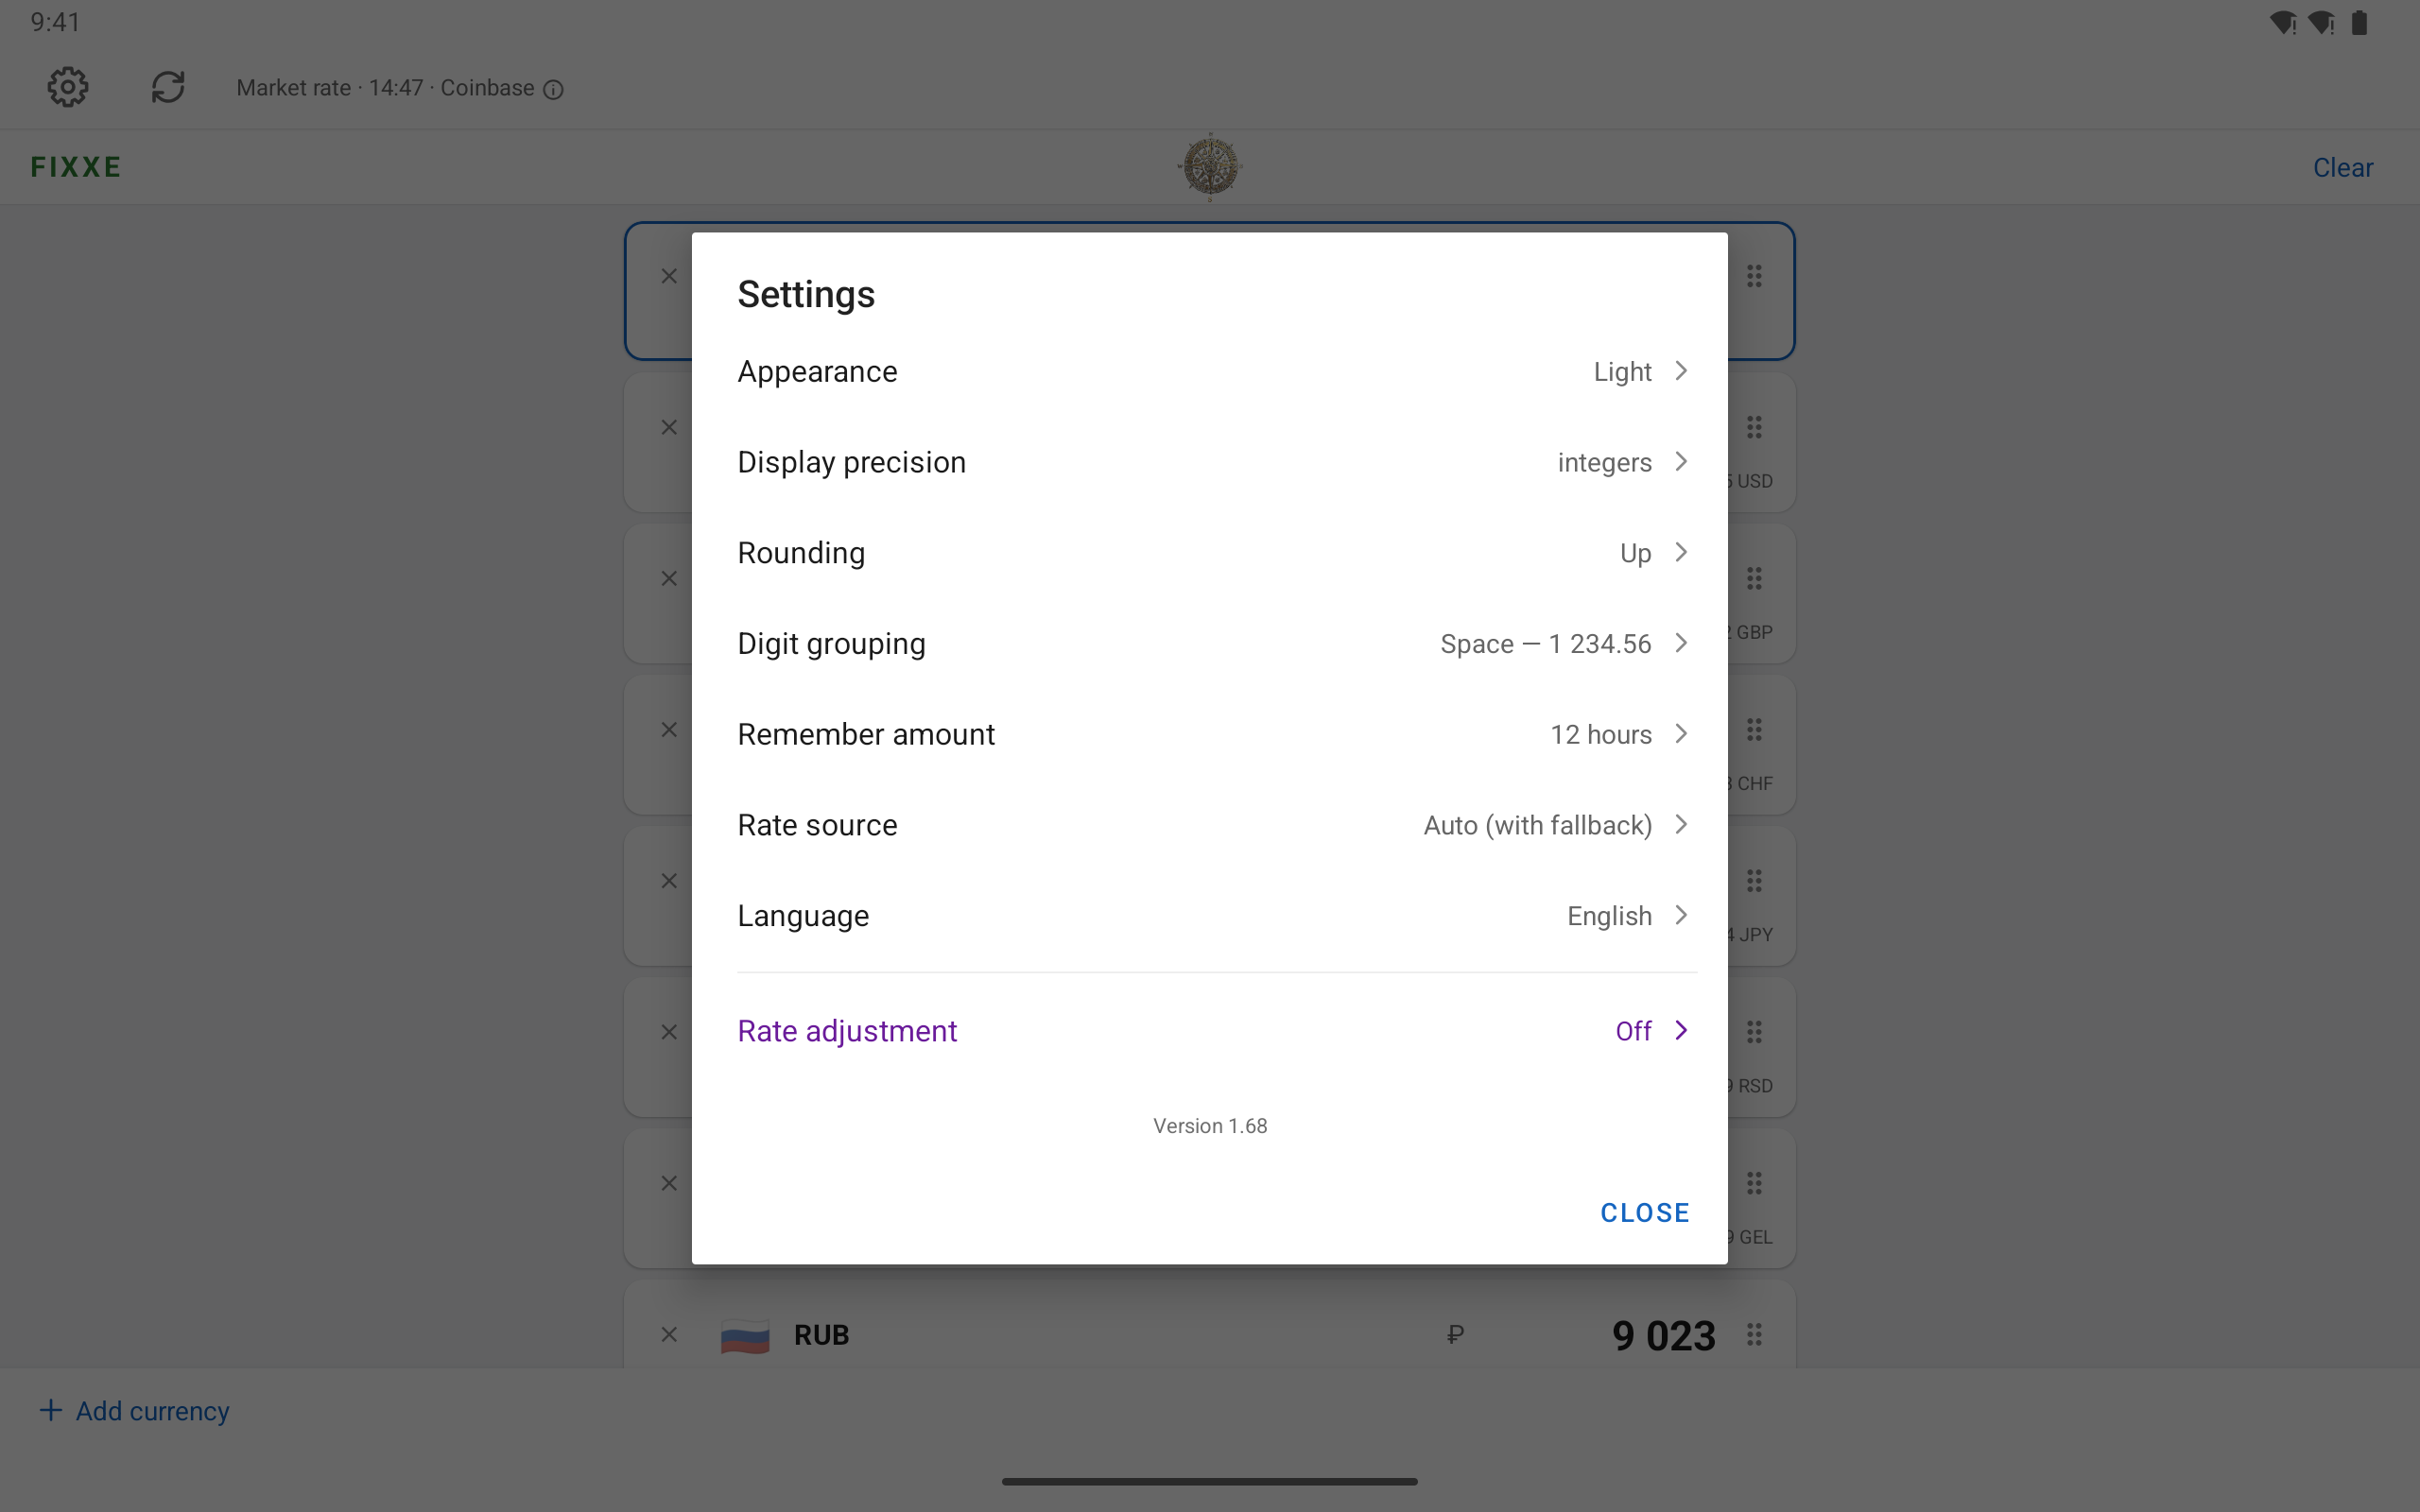 9:41
Market rate · 14:47 · Coinbase
FIXXE
Clear
Settings
Appearance Light
Display precision integers
USD
Rounding Up
GBP
Digit grouping Space — 1 234.56
Remember amount 12 hours
CHF
Rate source Auto (with fallback)
Language English
JPY
Rate adjustment Off
RSD
Version 1.68
CLOSE
GEL
RUB ₽ 9 023
+ Add currency